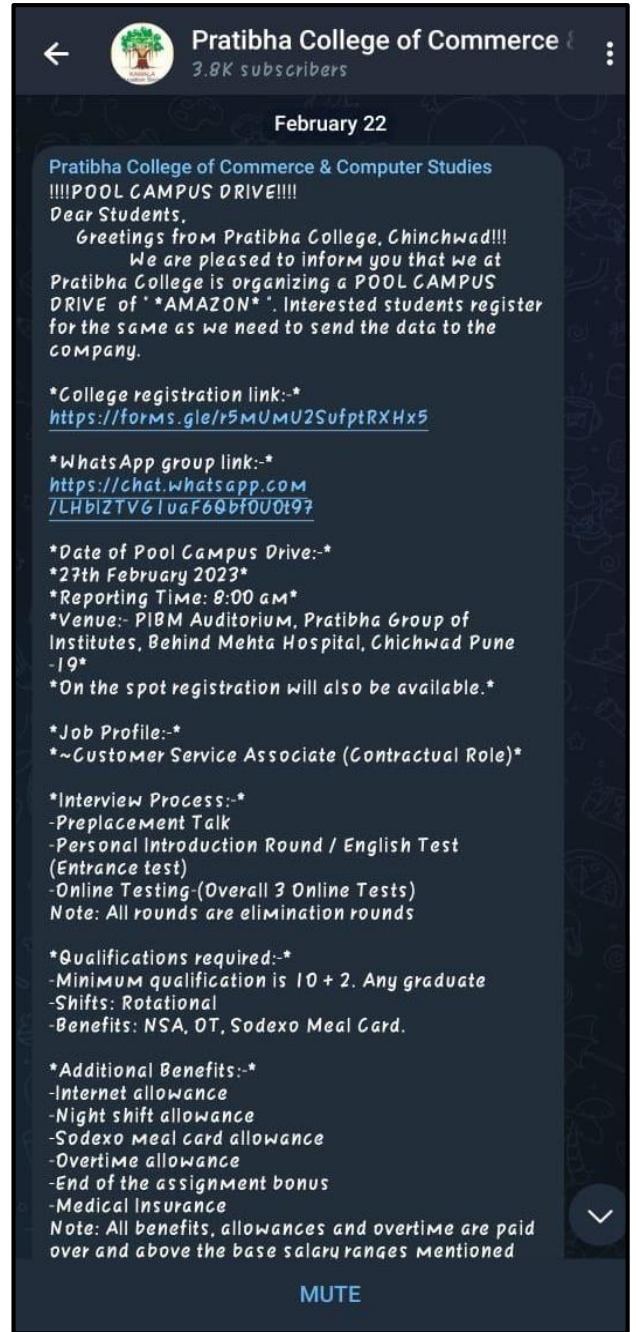 Pratibha College of Commerce &
3.8K subscribers
February 22
Pratibha College of Commerce & Computer Studies
!!!!POOL CAMPUS DRIVE!!!!
Dear Students,
Greetings from Pratibha College, Chinchwad!!!
We are pleased to inform you that we at
Pratibha College is organizing a POOL CAMPUS
DRIVE of "*AMAZON*". Interested students register
for the same as we need to send the data to the
company.
*College registration link:-*
https://forms.gle/r5MUMU2SufptRXHx5
*WhatsApp group link:-*
https://chat.whatsapp.com
/LHblZTVG1uaF6Qbf0U0t97
*Date of Pool Campus Drive:-*
*27th February 2023*
*Reporting Time: 8:00 am*
*Venue:- PIBM Auditorium, Pratibha Group of
Institutes, Behind Mehta Hospital, Chichwad Pune
-19*
*On the spot registration will also be available.*
*Job Profile:-*
*~Customer Service Associate (Contractual Role)*
*Interview Process:-*
-Preplacement Talk
-Personal Introduction Round / English Test
(Entrance test)
-Online Testing-(Overall 3 Online Tests)
Note: All rounds are elimination rounds
*Qualifications required:-*
-Minimum qualification is 10 + 2. Any graduate
-Shifts: Rotational
-Benefits: NSA, OT, Sodexo Meal Card.
*Additional Benefits:-*
-Internet allowance
-Night shift allowance
-Sodexo meal card allowance
-Overtime allowance
-End of the assignment bonus
-Medical Insurance
Note: All benefits, allowances and overtime are paid
over and above the base salary ranges mentioned
MUTE